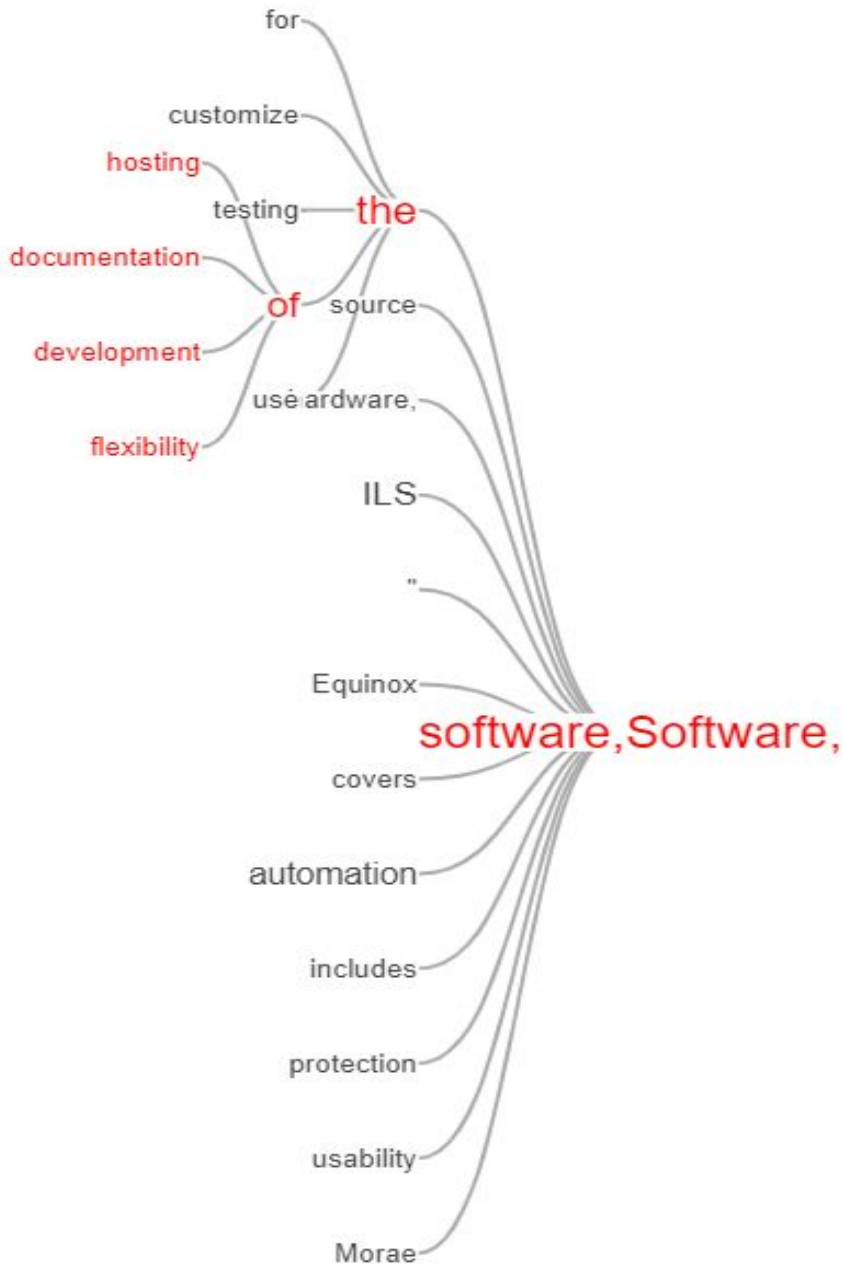 for
customize
hosting
testing the
documentation
of source
development
use ardware,
flexibility
ILS
"
Equinox
software,Software,
covers
automation
includes
protection
usability
Morae